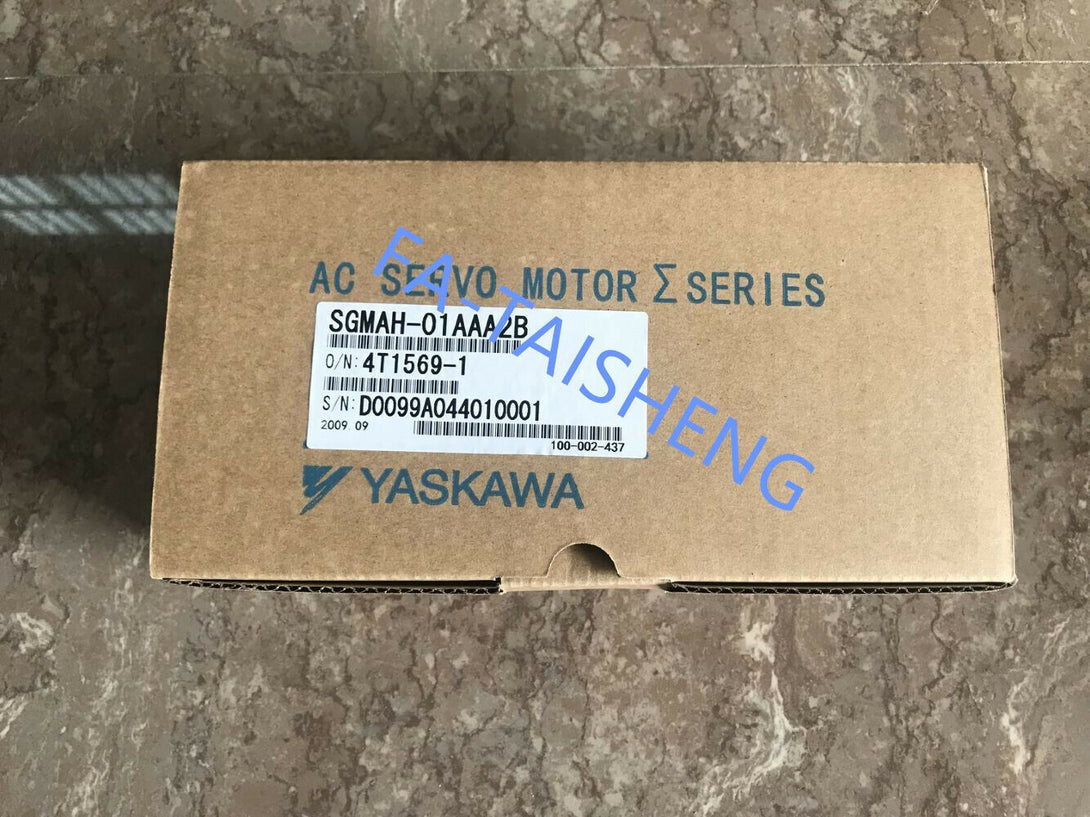 AC SERVO MOTOR Σ SERIES
SGMAH-01AAA2B
O/N: 4T1569-1
S/N: D0099A044010001
2009.09
100-002-437
YASKAWA
FA-TAISHENG